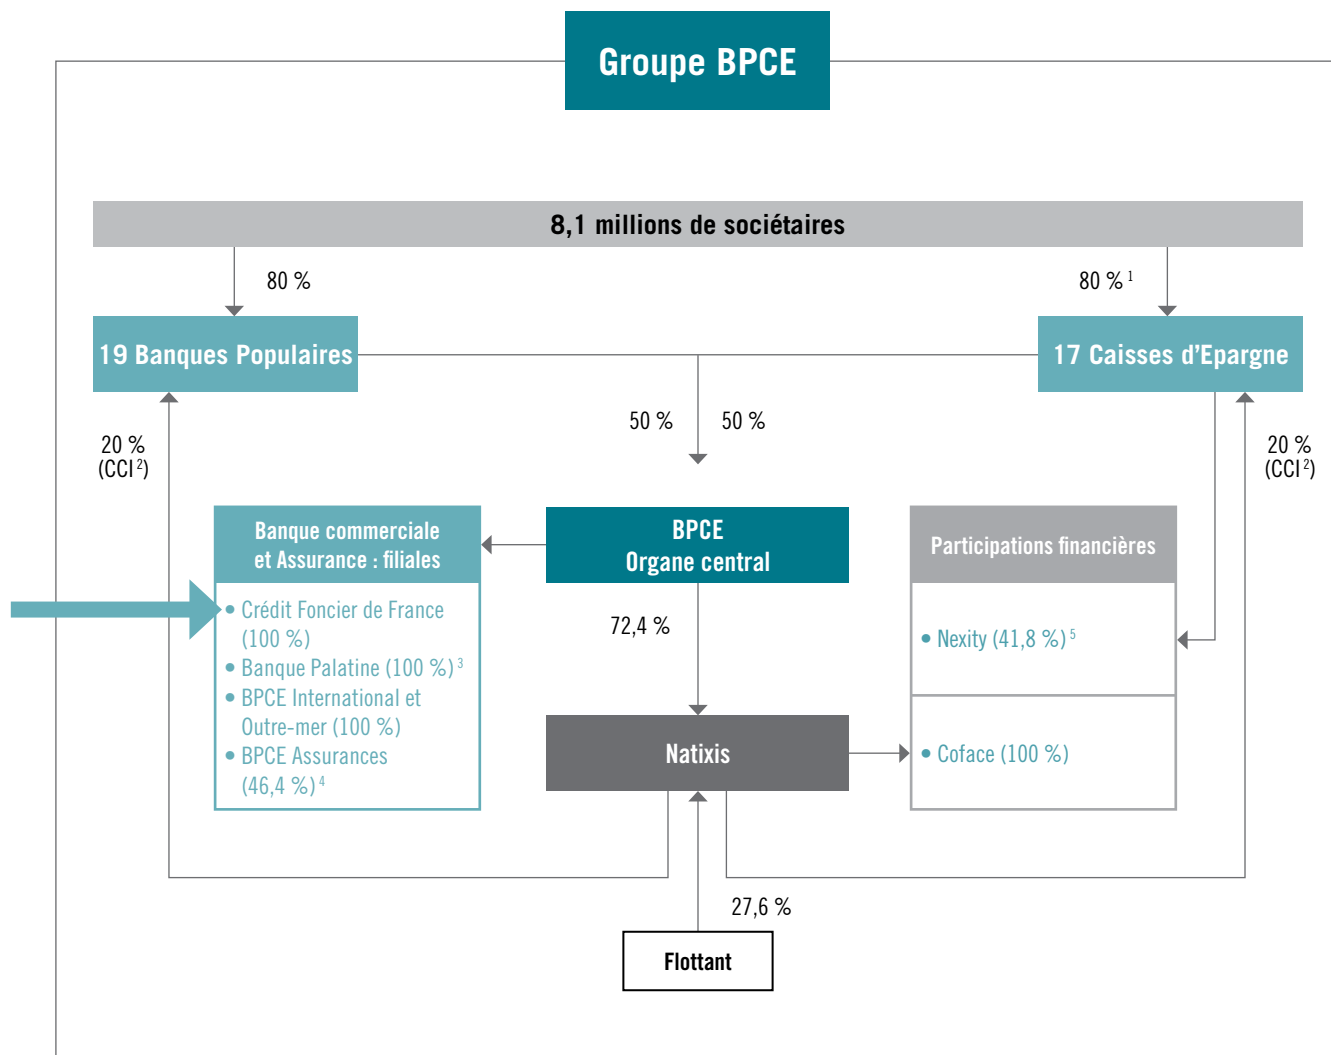 Groupe BPCE
8,1 millions de sociétaires
80 %
80 % 1
19 Banques Populaires
17 Caisses d'Epargne
50 %
50 %
20 %
(CCI 2)
20 %
(CCI 2)
Banque commerciale
et Assurance : filiales
• Crédit Foncier de France
(100 %)
• Banque Palatine (100 %) 3
• BPCE International et
Outre-mer (100 %)
• BPCE Assurances
(46,4 %) 4
BPCE
Organe central
72,4 %
Participations financières
• Nexity (41,8 %) 5
• Coface (100 %)
Natixis
27,6 %
Flottant